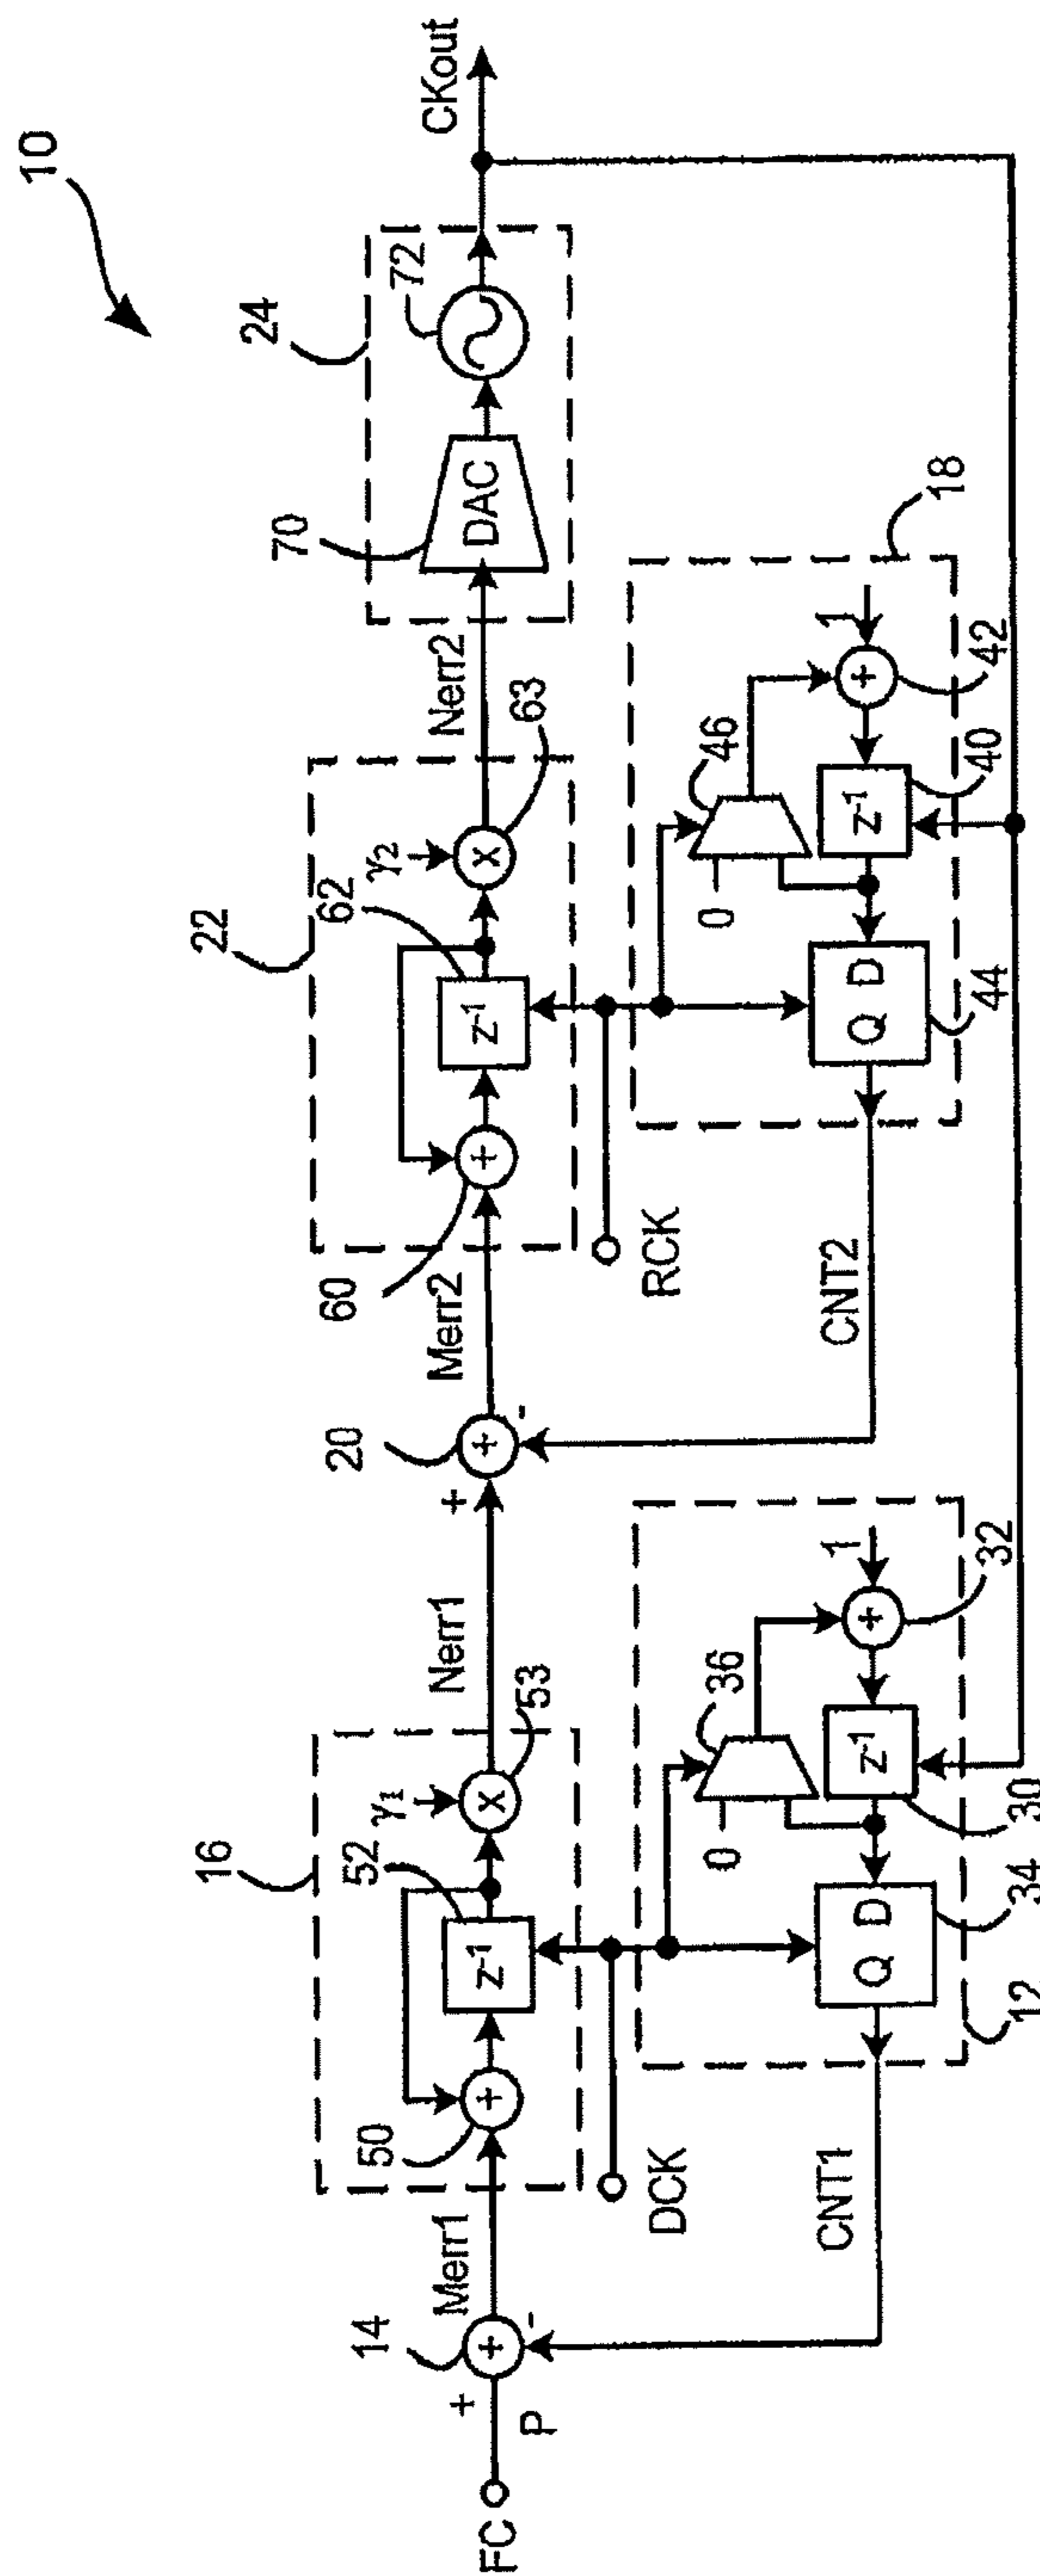 10
FC
P
+
14
+
-
Merr1
16
50
+
52
z⁻¹
γ₁
x
53
Nerr1
+
20
+
-
Merr2
22
60
+
62
z⁻¹
γ₂
x
63
Nerr2
24
70
DAC
72
CKout
DCK
RCK
CNT1
12
Q D
34
0
36
z⁻¹
30
+
32
1
CNT2
18
Q D
44
0
46
z⁻¹
40
+
42
1